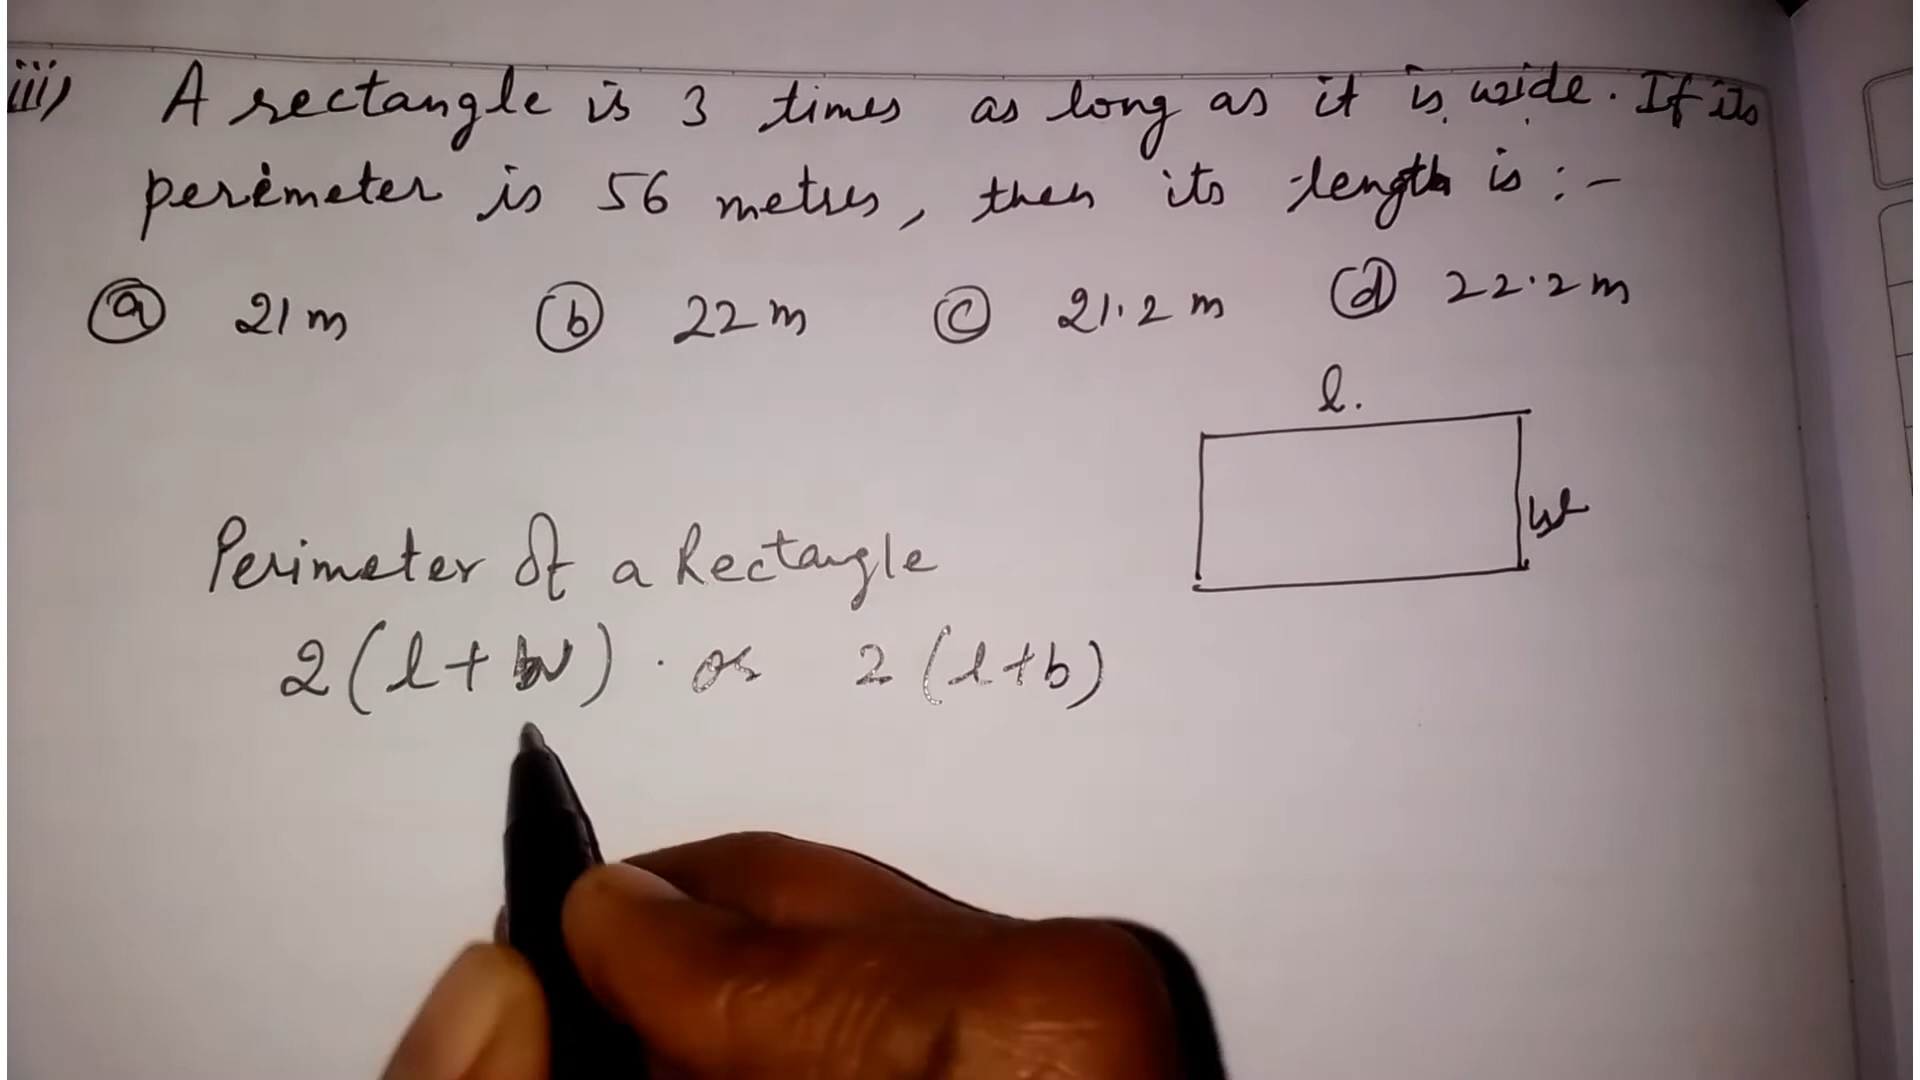 iii) A rectangle is 3 times as long as it is wide. If its
perimeter is 56 metres, then its length is :-
(a) 21 m (b) 22 m (c) 21.2 m (d) 22.2 m
l.
w
Perimeter of a Rectangle
2(l+w). or 2(l+b)